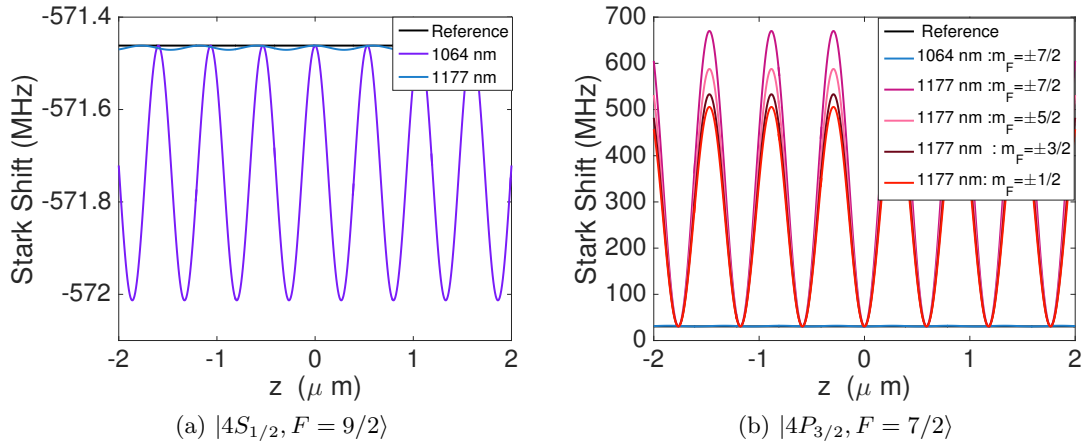 -571.4
-571.6
-571.8
-572
Stark Shift (MHz)
-2 -1 0 1 2
z (μ m)
Reference
1064 nm
1177 nm
(a) |4S1/2, F = 9/2⟩
700
600
500
400
300
200
100
0
Stark Shift (MHz)
-2 -1 0 1 2
z (μ m)
Reference
1064 nm :mF=±7/2
1177 nm :mF=±7/2
1177 nm :mF=±5/2
1177 nm : mF=±3/2
1177 nm: mF=±1/2
(b) |4P3/2, F = 7/2⟩